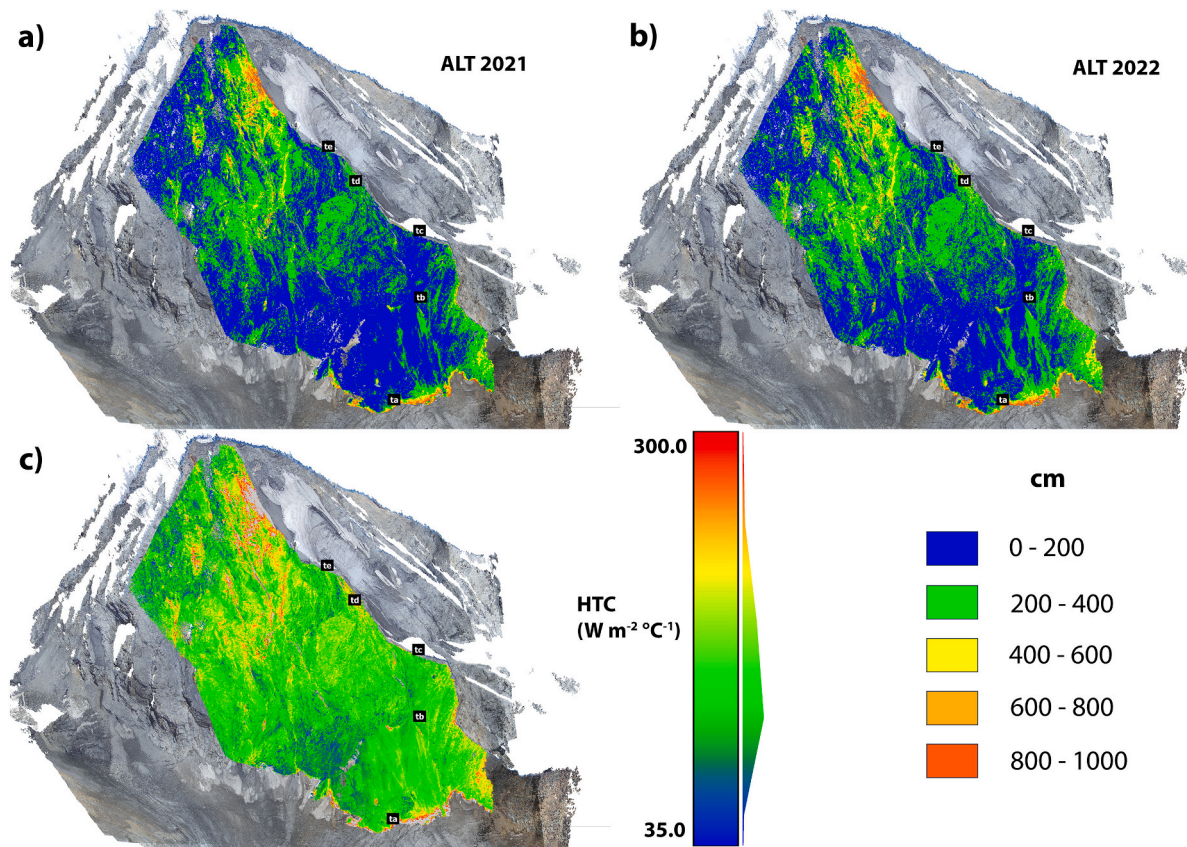 a)
ALT 2021
te
td
tc
tb
ta
b)
ALT 2022
te
td
tc
tb
ta
c)
te
td
tc
tb
ta
HTC
(W m⁻² °C⁻¹)
300.0
35.0
cm
0 - 200
200 - 400
400 - 600
600 - 800
800 - 1000